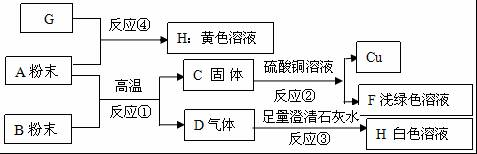 G
反应④
H：黄色溶液
A 粉末
高温
反应①
B 粉末
C 固 体
D 气体
硫酸铜溶液
反应②
足量澄清石灰水
反应③
Cu
F 浅绿色溶液
H 白色溶液